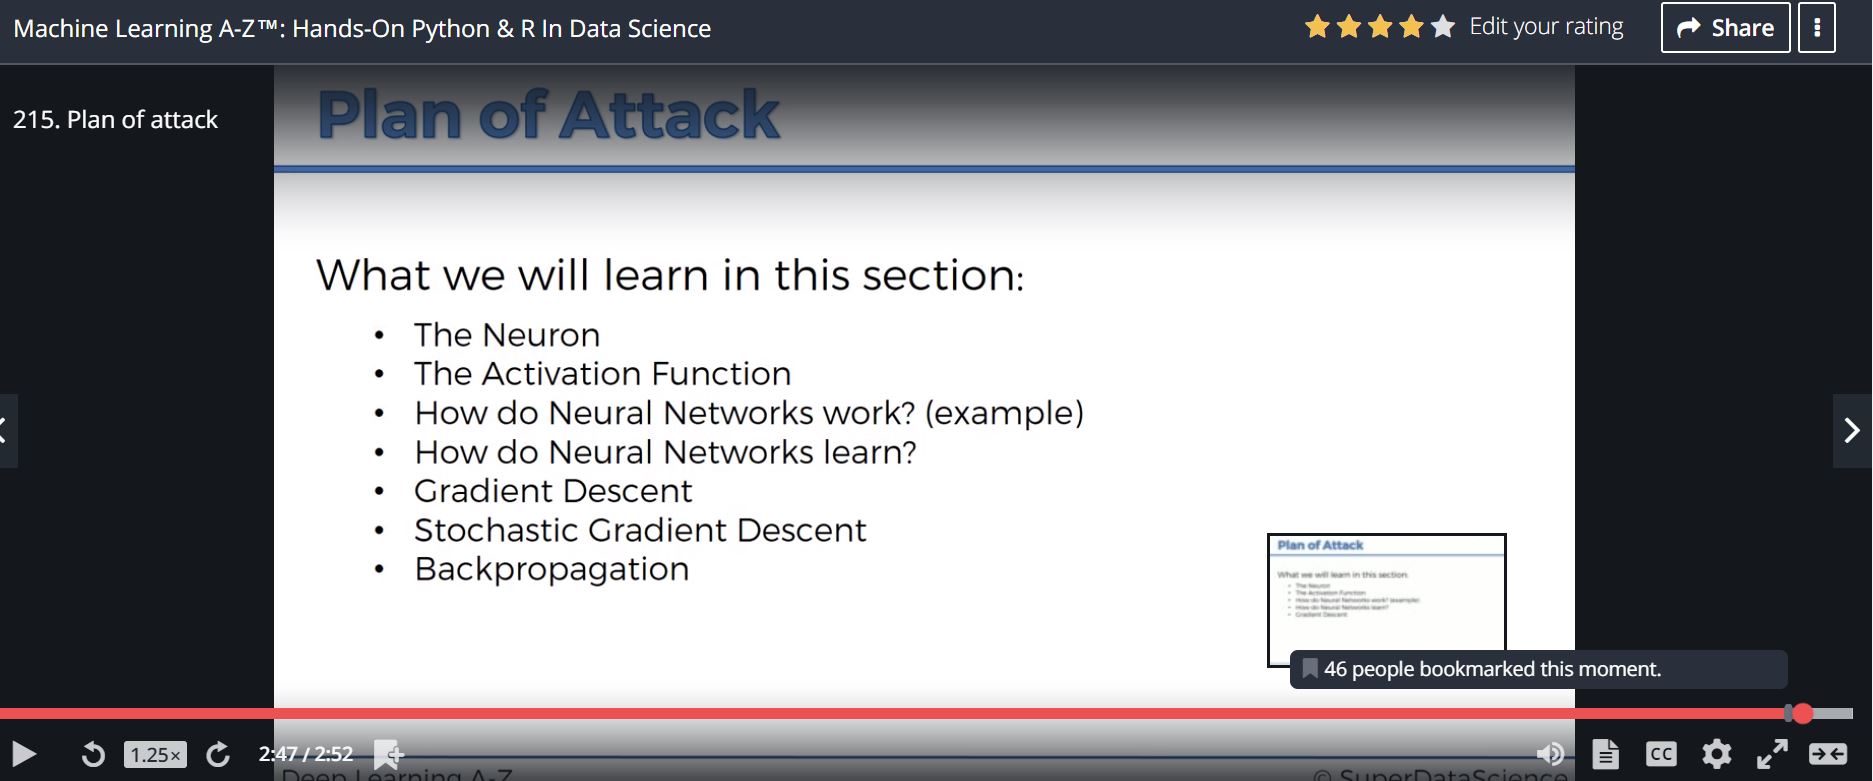 Machine Learning A-Z™: Hands-On Python & R In Data Science
Edit your rating
Share
215. Plan of attack
Plan of Attack
What we will learn in this section:
• The Neuron
• The Activation Function
• How do Neural Networks work? (example)
• How do Neural Networks learn?
• Gradient Descent
• Stochastic Gradient Descent
• Backpropagation
Plan of Attack
What we will learn in this section:
• The Neuron
• The Activation Function
• How do Neural Networks work? (example)
• How do Neural Networks learn?
• Gradient Descent
46 people bookmarked this moment.
1.25×
2:47 / 2:52
CC
Deep Learning A-Z
© SuperDataScience